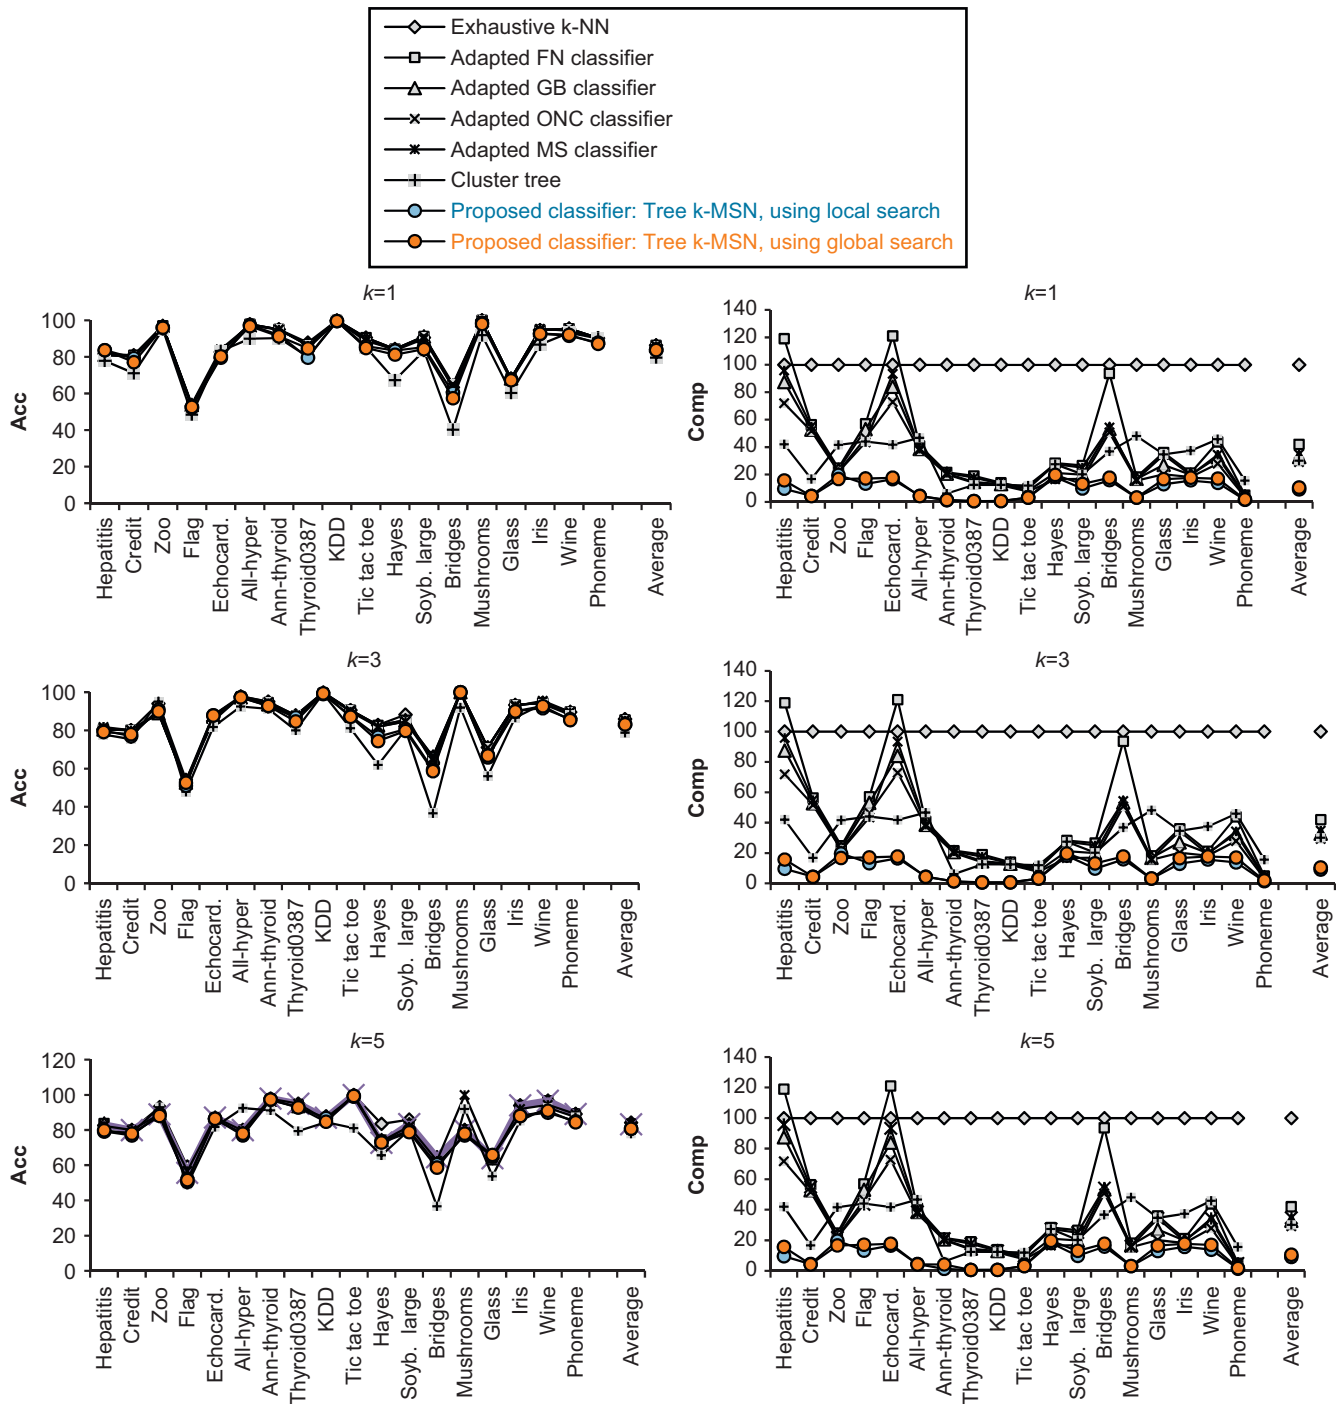 Exhaustive k-NN
Adapted FN classifier
Adapted GB classifier
Adapted ONC classifier
Adapted MS classifier
Cluster tree
Proposed classifier: Tree k-MSN, using local search
Proposed classifier: Tree k-MSN, using global search
k=1
Acc
100
80
60
40
20
0
Hepatitis
Credit
Zoo
Flag
Echocard.
All-hyper
Ann-thyroid
Thyroid0387
KDD
Tic tac toe
Hayes
Soyb. large
Bridges
Mushrooms
Glass
Iris
Wine
Phoneme
Average
k=1
Comp
140
120
100
80
60
40
20
0
Hepatitis
Credit
Zoo
Flag
Echocard.
All-hyper
Ann-thyroid
Thyroid0387
KDD
Tic tac toe
Hayes
Soyb. large
Bridges
Mushrooms
Glass
Iris
Wine
Phoneme
Average
k=3
Acc
100
80
60
40
20
0
Hepatitis
Credit
Zoo
Flag
Echocard.
All-hyper
Ann-thyroid
Thyroid0387
KDD
Tic tac toe
Hayes
Soyb. large
Bridges
Mushrooms
Glass
Iris
Wine
Phoneme
Average
k=3
Comp
140
120
100
80
60
40
20
0
Hepatitis
Credit
Zoo
Flag
Echocard.
All-hyper
Ann-thyroid
Thyroid0387
KDD
Tic tac toe
Hayes
Soyb. large
Bridges
Mushrooms
Glass
Iris
Wine
Phoneme
Average
k=5
Acc
120
100
80
60
40
20
0
Hepatitis
Credit
Zoo
Flag
Echocard.
All-hyper
Ann-thyroid
Thyroid0387
KDD
Tic tac toe
Hayes
Soyb. large
Bridges
Mushrooms
Glass
Iris
Wine
Phoneme
Average
k=5
Comp
140
120
100
80
60
40
20
0
Hepatitis
Credit
Zoo
Flag
Echocard.
All-hyper
Ann-thyroid
Thyroid0387
KDD
Tic tac toe
Hayes
Soyb. large
Bridges
Mushrooms
Glass
Iris
Wine
Phoneme
Average